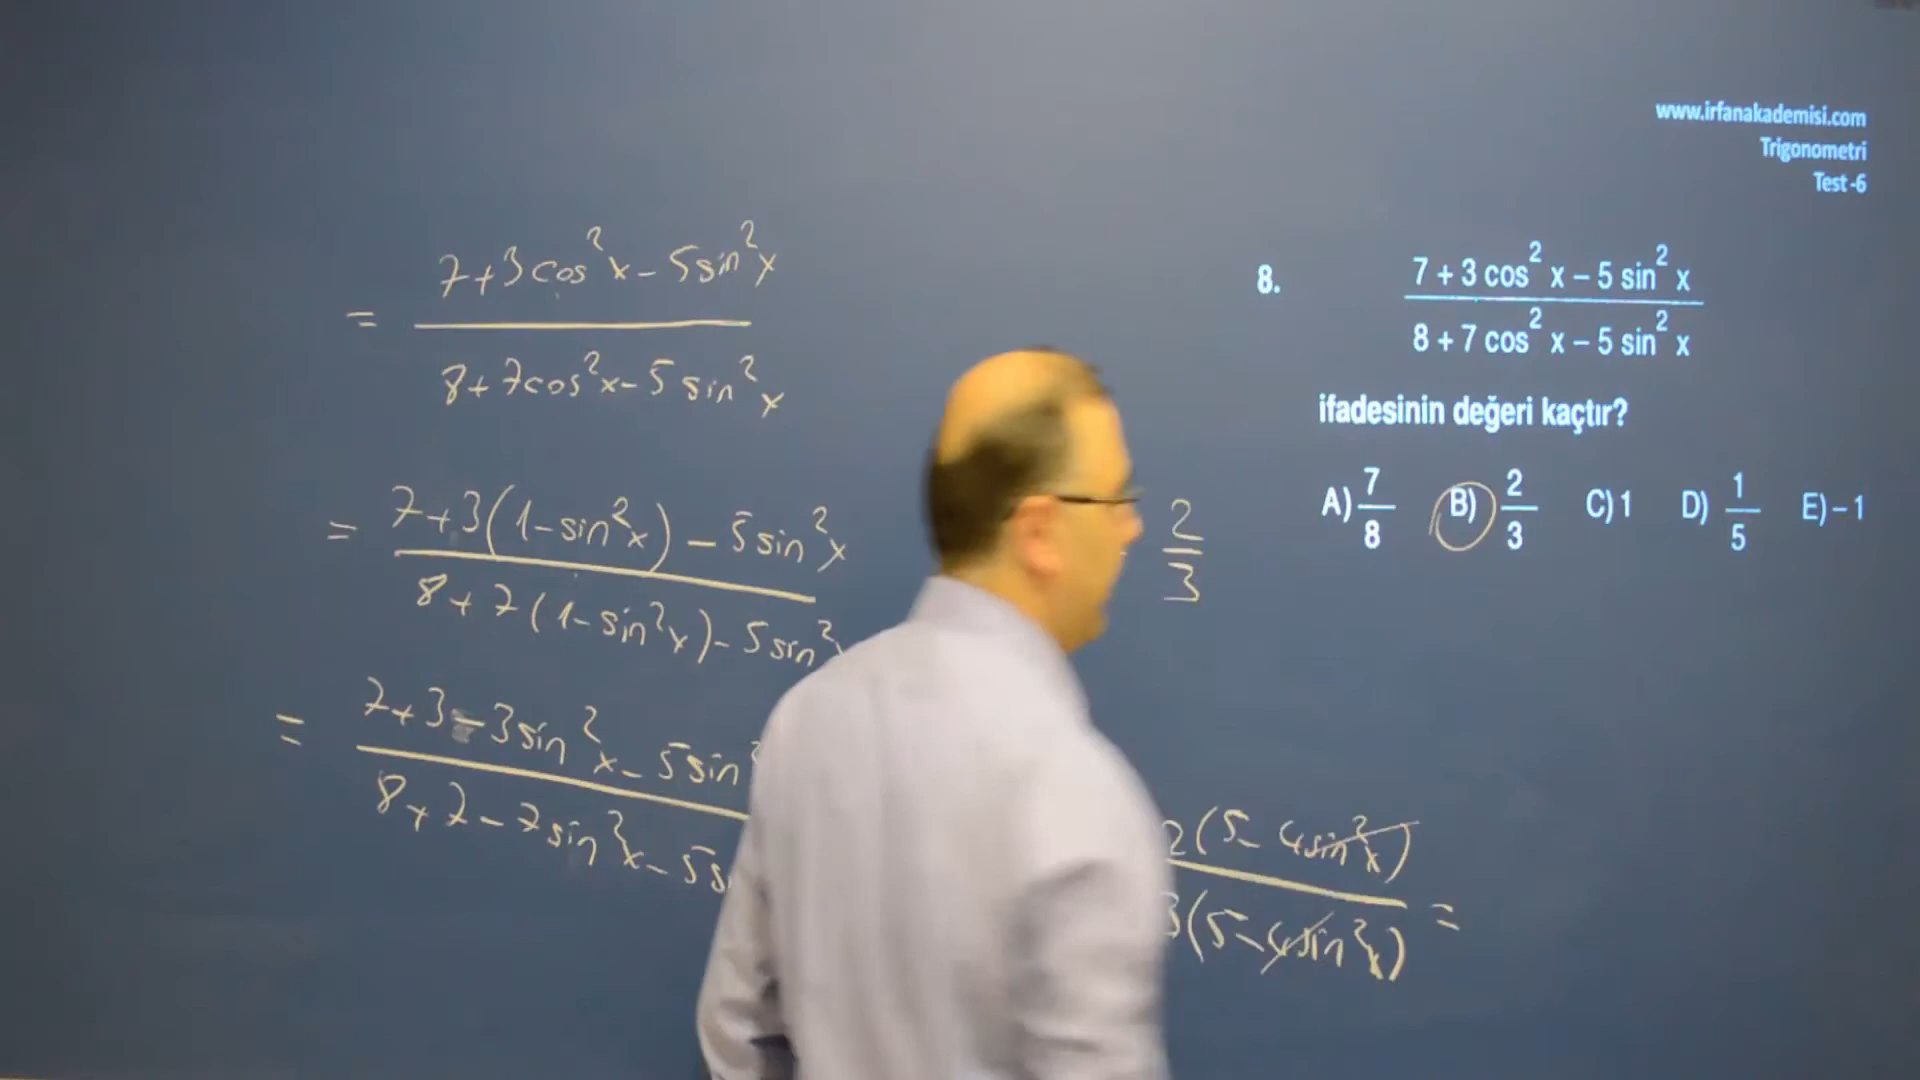 www.irfanakademisi.com
Trigonometri
Test -6
8. 7 + 3 cos² x – 5 sin² x
8 + 7 cos² x – 5 sin² x
ifadesinin değeri kaçtır?
A) 7/8 B) 2/3 C) 1 D) 1/5 E) – 1
7+3cos²x-5sin²x
=
8+7cos²x-5sin²x
= 7+3(1-sin²x)-5sin²x
8+7(1-sin²x)-5sin²
= 7+3-3sin²x-5sin²
8+7-7sin²x-5s
2
3
2(5-4sin²x)
3(5-4sin²x) =